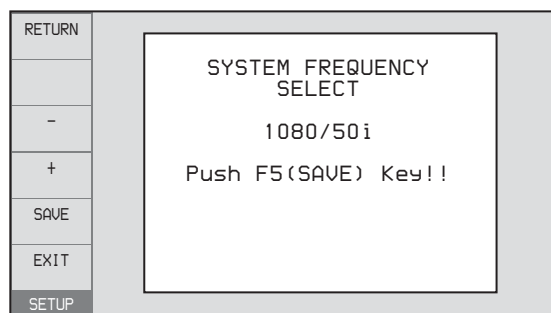 RETURN
-
+
SAVE
EXIT
SETUP
SYSTEM FREQUENCY
SELECT
1080/50i
Push F5(SAVE) Key!!